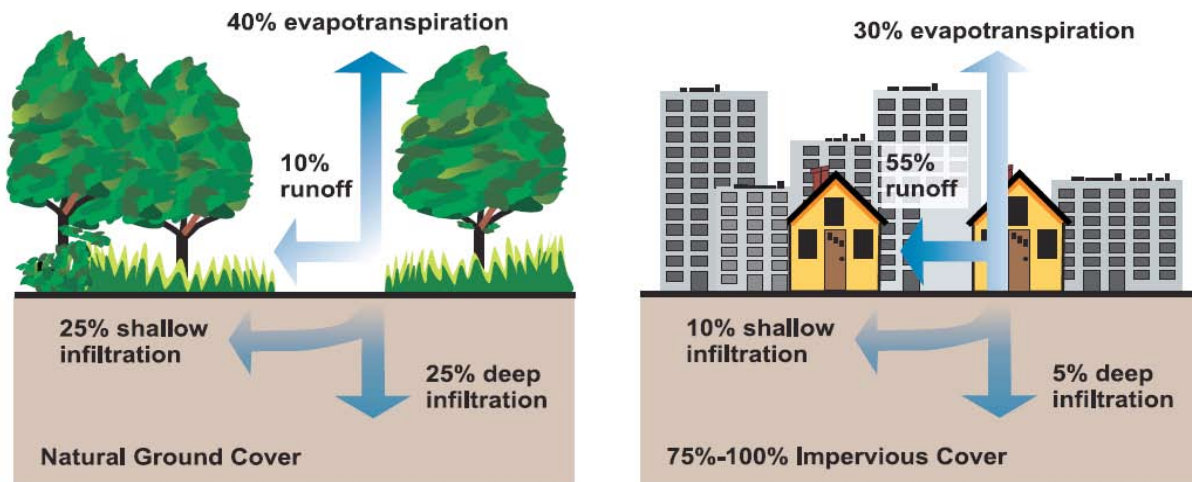 40% evapotranspiration
10%
runoff
25% shallow
infiltration
25% deep
infiltration
Natural Ground Cover
30% evapotranspiration
55%
runoff
10% shallow
infiltration
5% deep
infiltration
75%-100% Impervious Cover